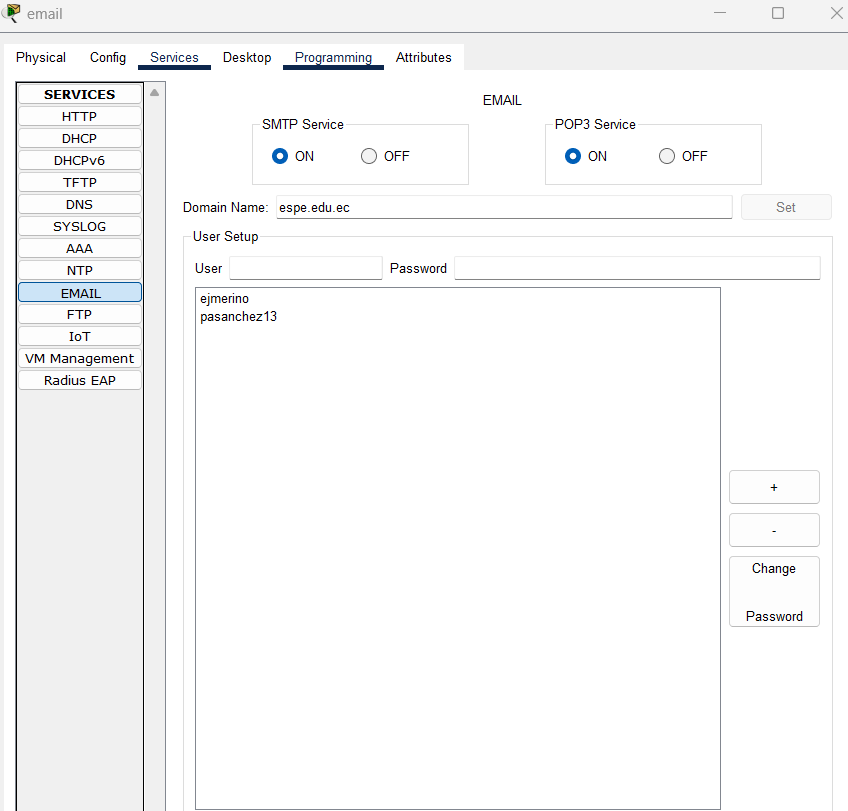 email
Physical Config Services Desktop Programming Attributes
SERVICES
HTTP
DHCP
DHCPv6
TFTP
DNS
SYSLOG
AAA
NTP
EMAIL
FTP
IoT
VM Management
Radius EAP
EMAIL
SMTP Service
ON OFF
POP3 Service
ON OFF
Domain Name: espe.edu.ec Set
User Setup
User Password
ejmerino
pasanchez13
+
-
Change
Password